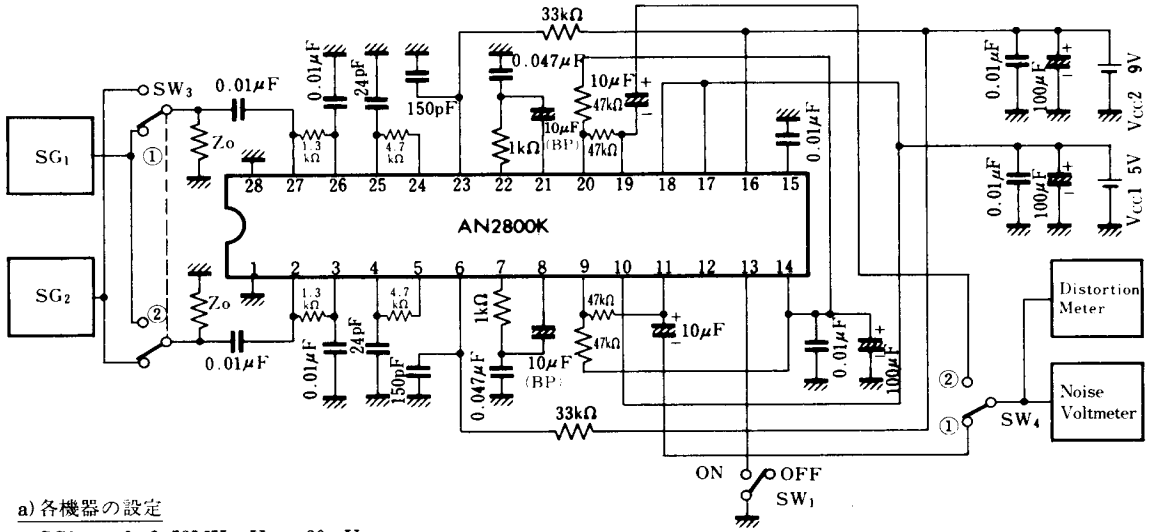 33kΩ
SW₃
0.01μF
0.01μF
24pF
150pF
0.047μF
10μF
(BP)
1kΩ
10μF
+
−
47kΩ
47kΩ
0.01μF
0.01μF
100μF
+
−
Vcc2 9V
SG₁
①
Zo
1.3
kΩ
4.7
kΩ
0.01μF
100μF
+
−
Vcc1 5V
28 27 26 25 24 23 22 21 20 19 18 17 16 15
AN2800K
1 2 3 4 5 6 7 8 9 10 11 12 13 14
SG₂
②
Zo
0.01μF
1.3
kΩ
0.01μF
24pF
4.7
kΩ
150pF
1kΩ
0.047μF
10μF
(BP)
47kΩ
47kΩ
+
−
10μF
0.01μF
+
−
100μF
33kΩ
Distortion
Meter
②
①
SW₄
Noise
Voltmeter
ON OFF
SW₁
a)各機器の設定